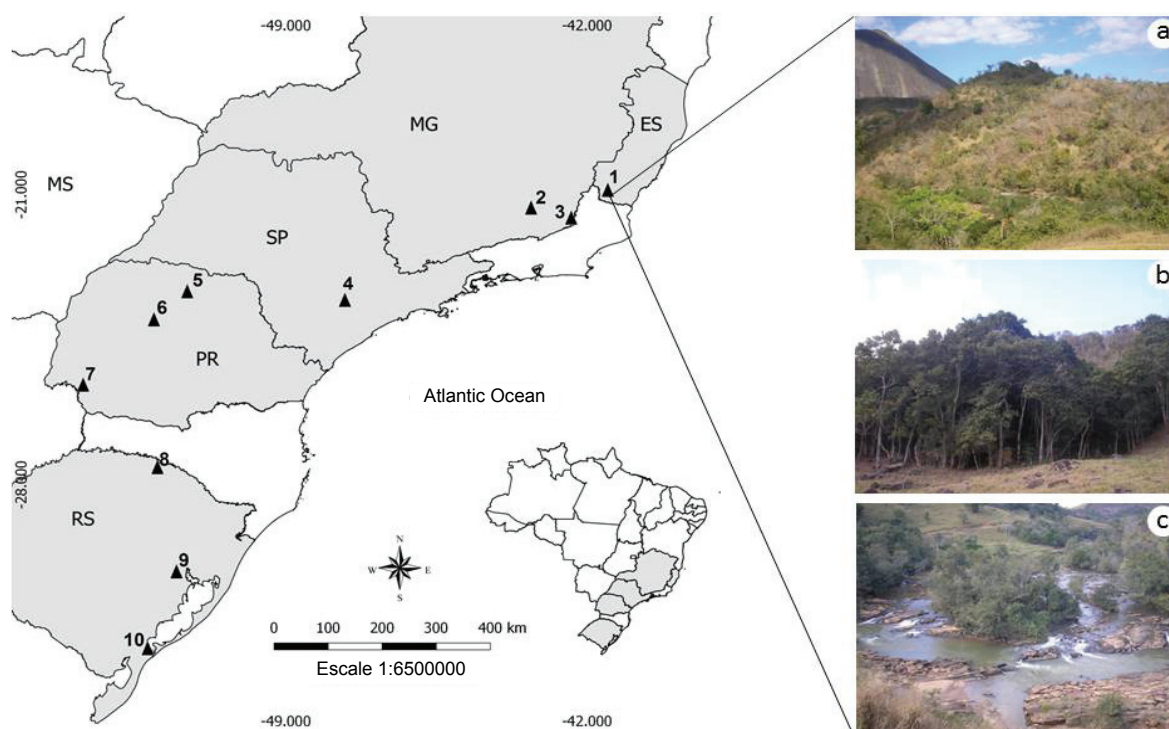 -49.000
-42.000
a
MG
ES
MS
-21.000
1
2
3
SP
5
4
6
b
PR
7
Atlantic Ocean
8
-28.000
RS
c
9
N
W E
S
0 100 200 300 400 km
10
Escale 1:6500000
-49.000
-42.000